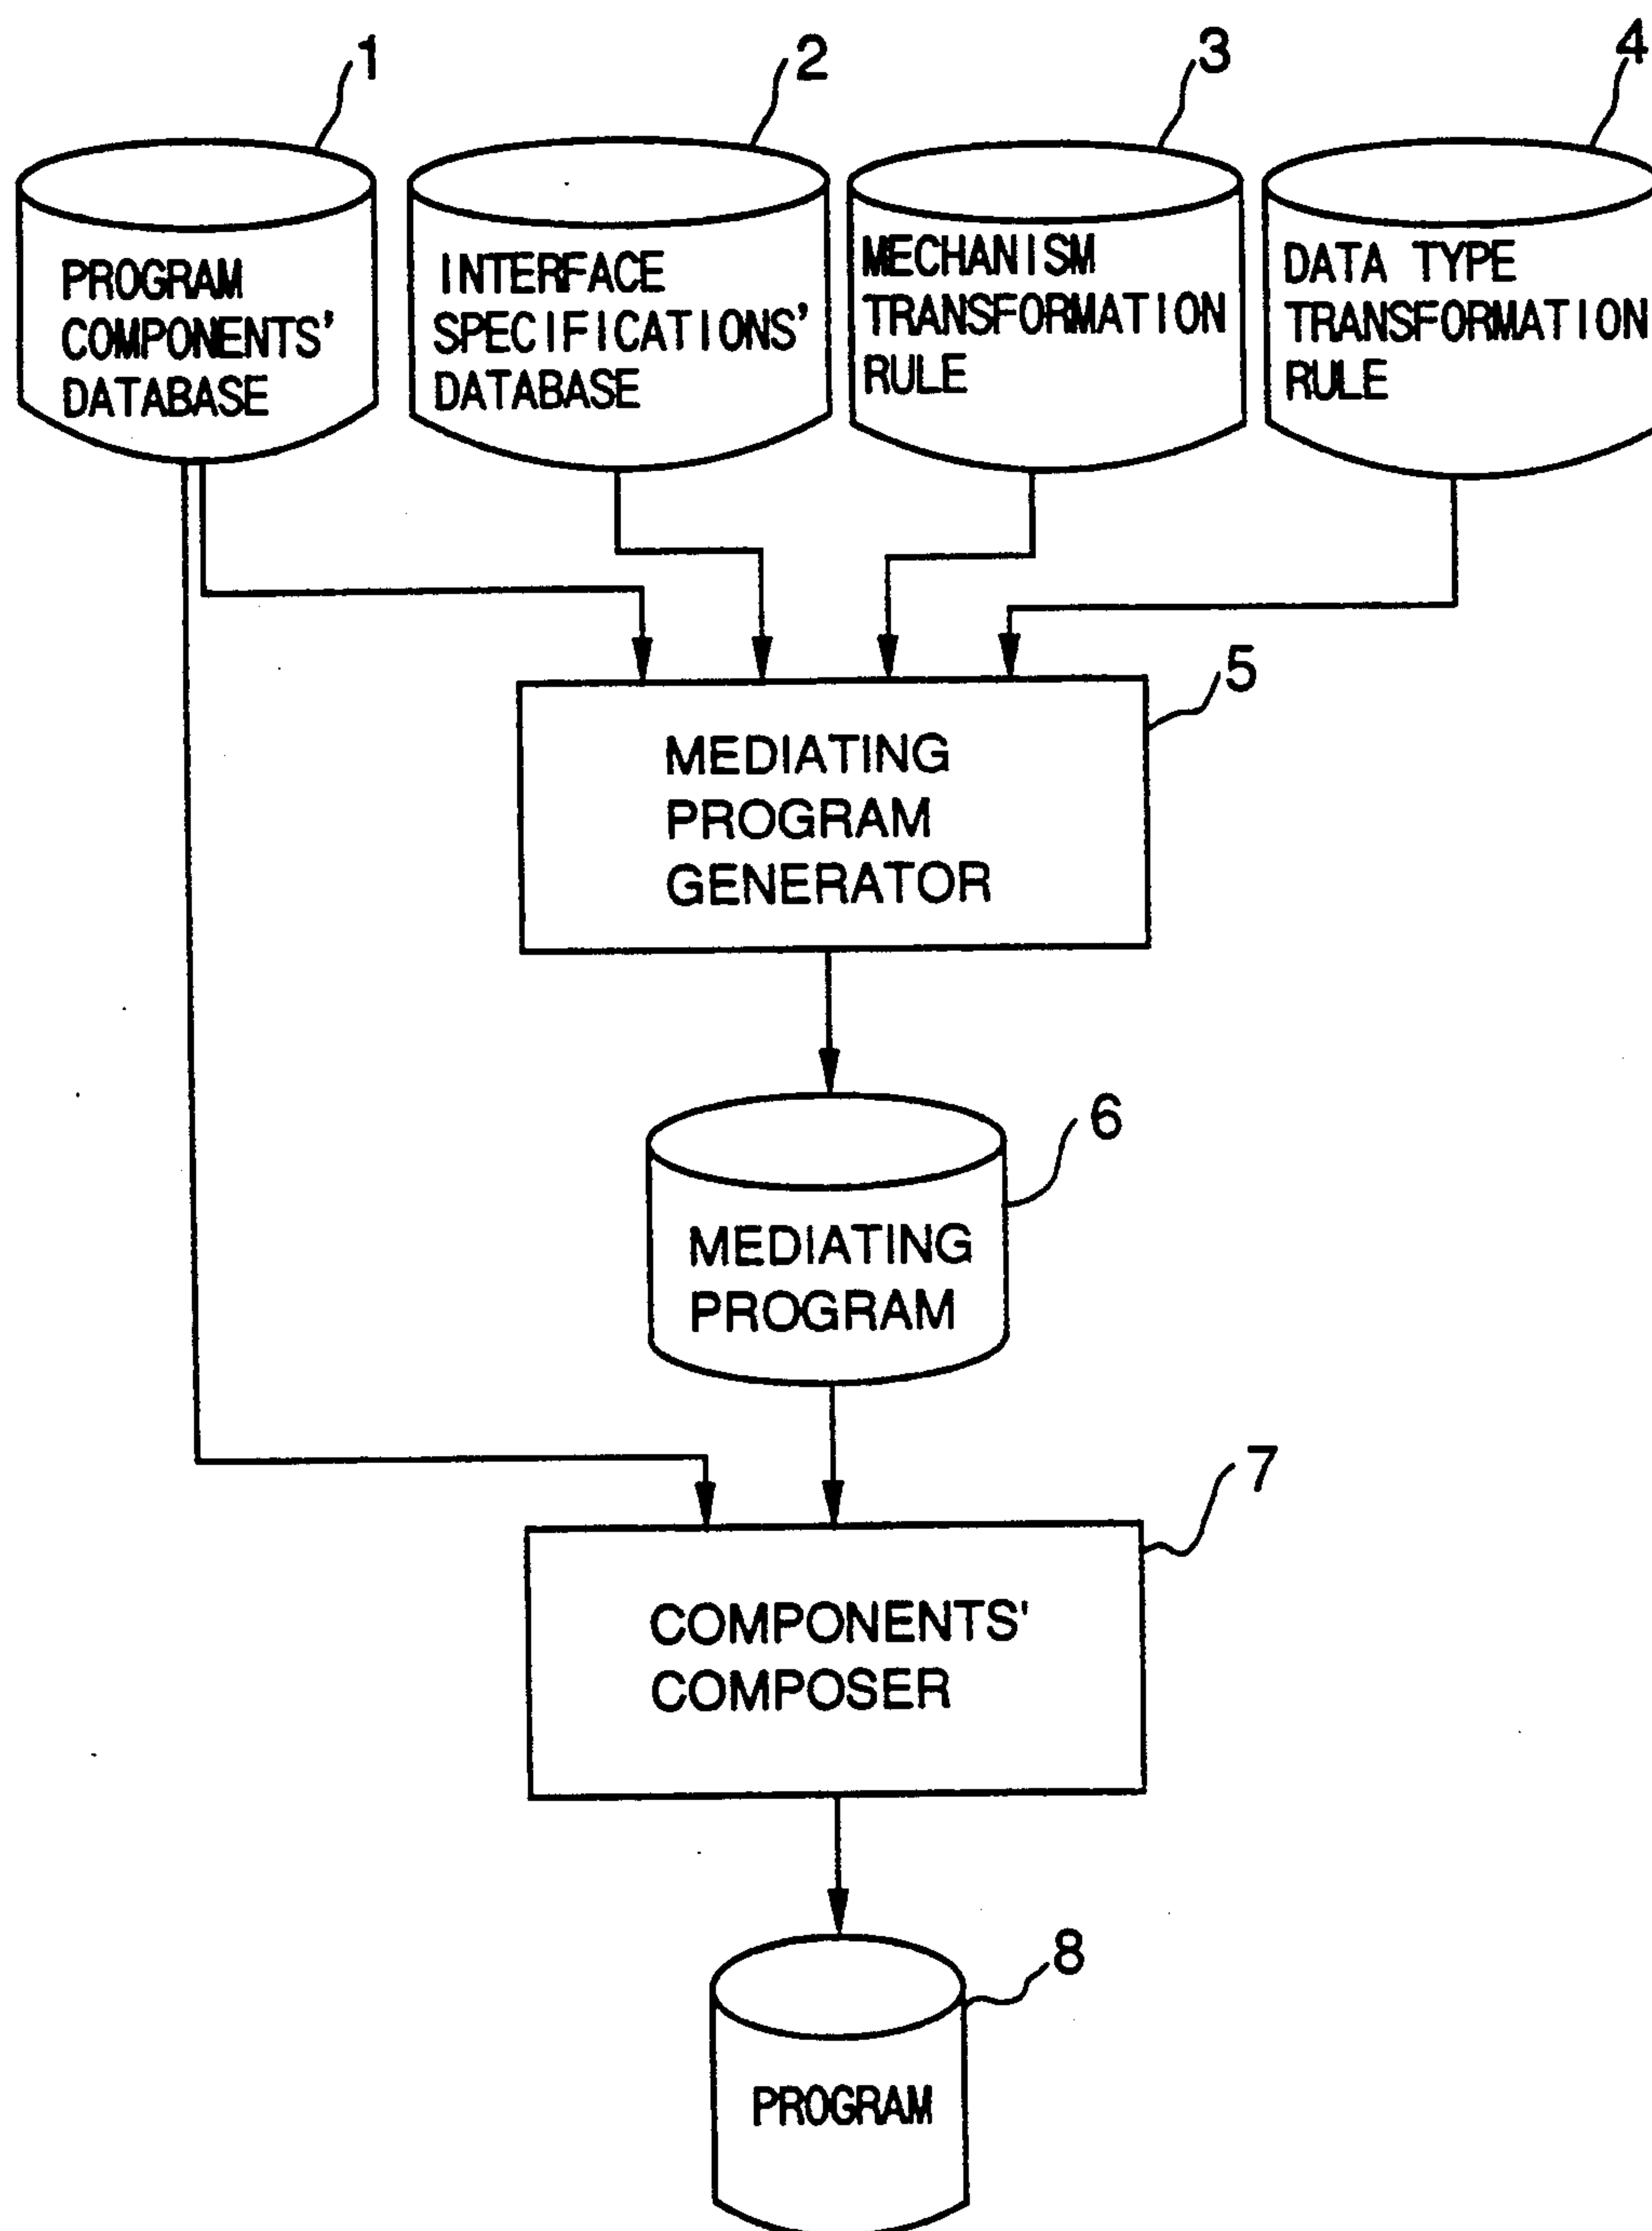 1
2
3
4
PROGRAM
COMPONENTS'
DATABASE
INTERFACE
SPECIFICATIONS'
DATABASE
MECHANISM
TRANSFORMATION
RULE
DATA TYPE
TRANSFORMATION
RULE
5
MEDIATING
PROGRAM
GENERATOR
6
MEDIATING
PROGRAM
7
COMPONENTS'
COMPOSER
8
PROGRAM